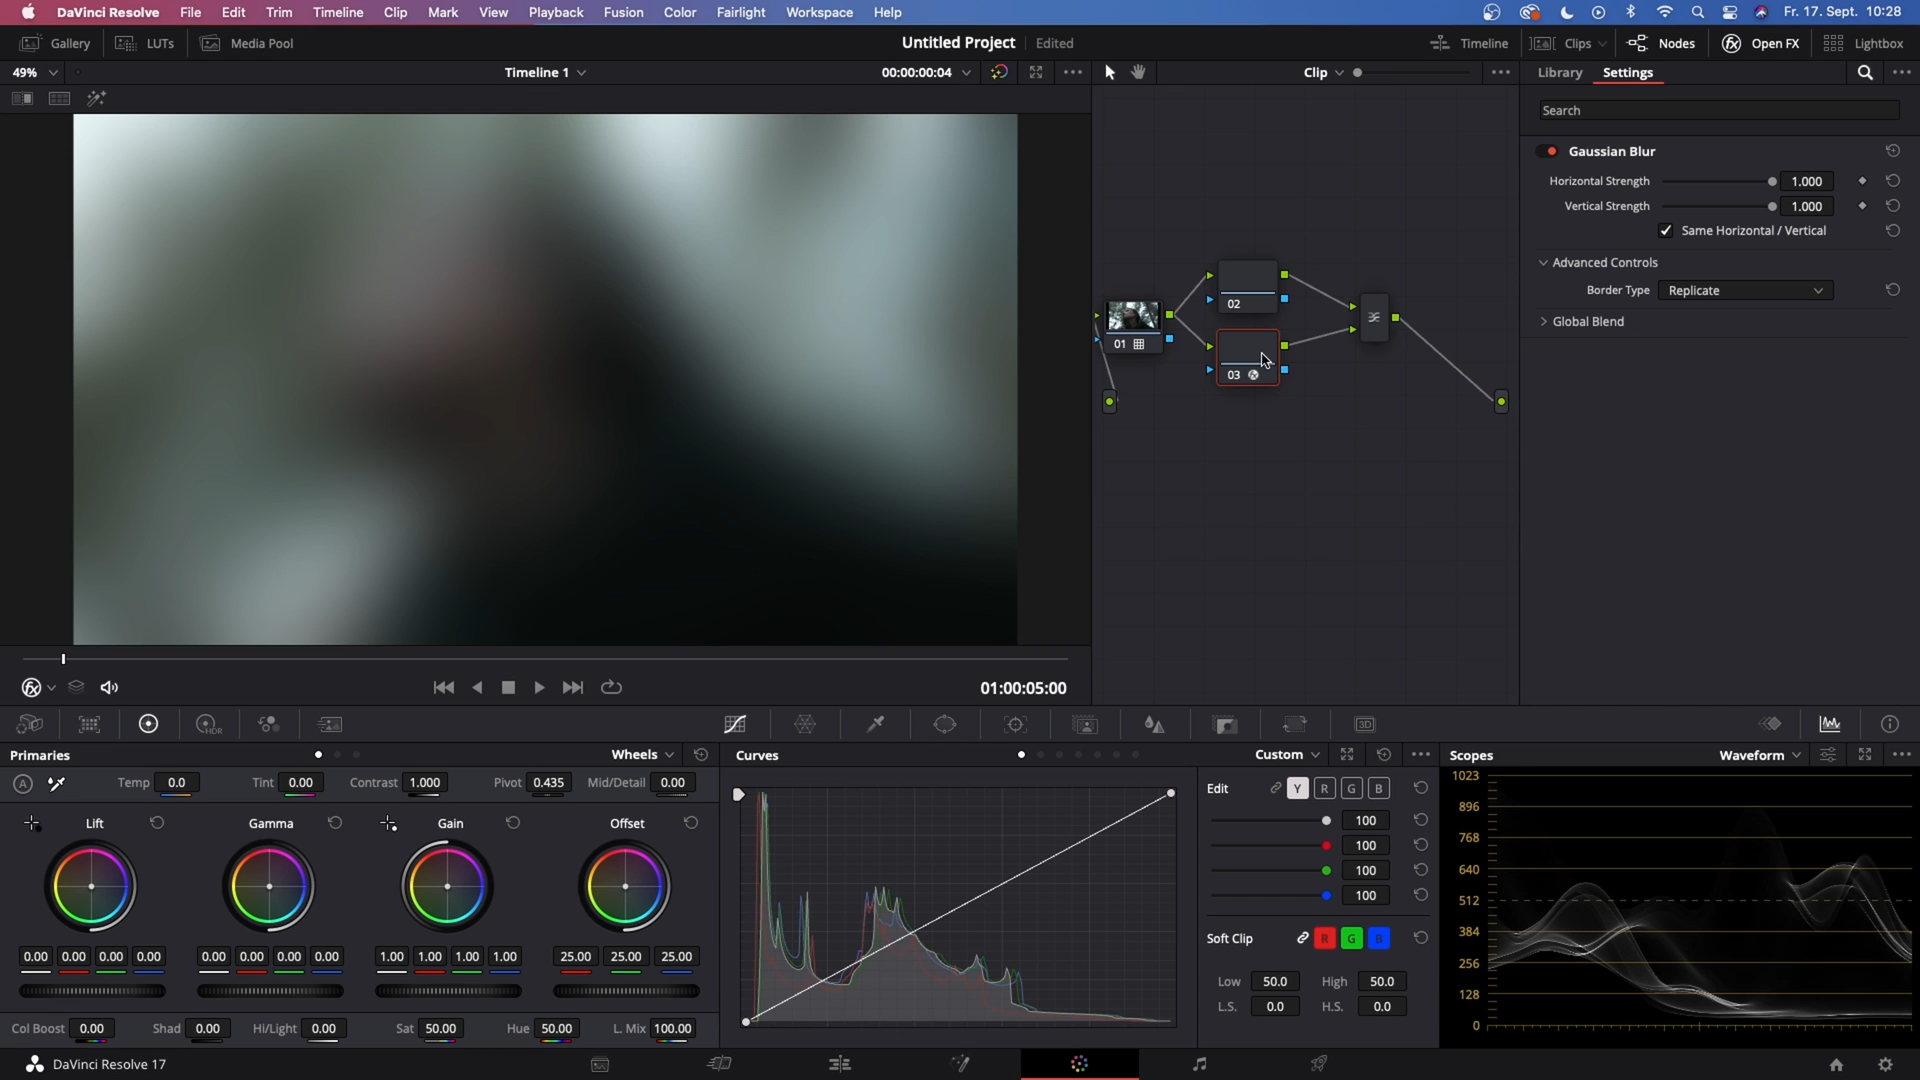 DaVinci Resolve File Edit Trim Timeline Clip Mark View Playback Fusion Color Fairlight Workspace Help Fr. 17. Sept. 10:28
Gallery LUTs Media Pool Untitled Project Edited Timeline Clips Nodes Open FX Lightbox
49% Timeline 1 00:00:00:04 Clip Library Settings
Search
Gaussian Blur
Horizontal Strength 1.000
Vertical Strength 1.000
Same Horizontal / Vertical
Advanced Controls
Border Type Replicate
Global Blend
02
01
03
01:00:05:00
HDR
3D
Primaries Wheels Curves Custom Scopes Waveform
A Temp 0.0 Tint 0.00 Contrast 1.000 Pivot 0.435 Mid/Detail 0.00
Lift Gamma Gain Offset
0.00 0.00 0.00 0.00 0.00 0.00 0.00 0.00 1.00 1.00 1.00 1.00 25.00 25.00 25.00
Col Boost 0.00 Shad 0.00 Hi/Light 0.00 Sat 50.00 Hue 50.00 L. Mix 100.00
Edit Y R G B
100
100
100
100
Soft Clip R G B
Low 50.0 High 50.0
L.S. 0.0 H.S. 0.0
1023
896
768
640
512
384
256
128
0
DaVinci Resolve 17